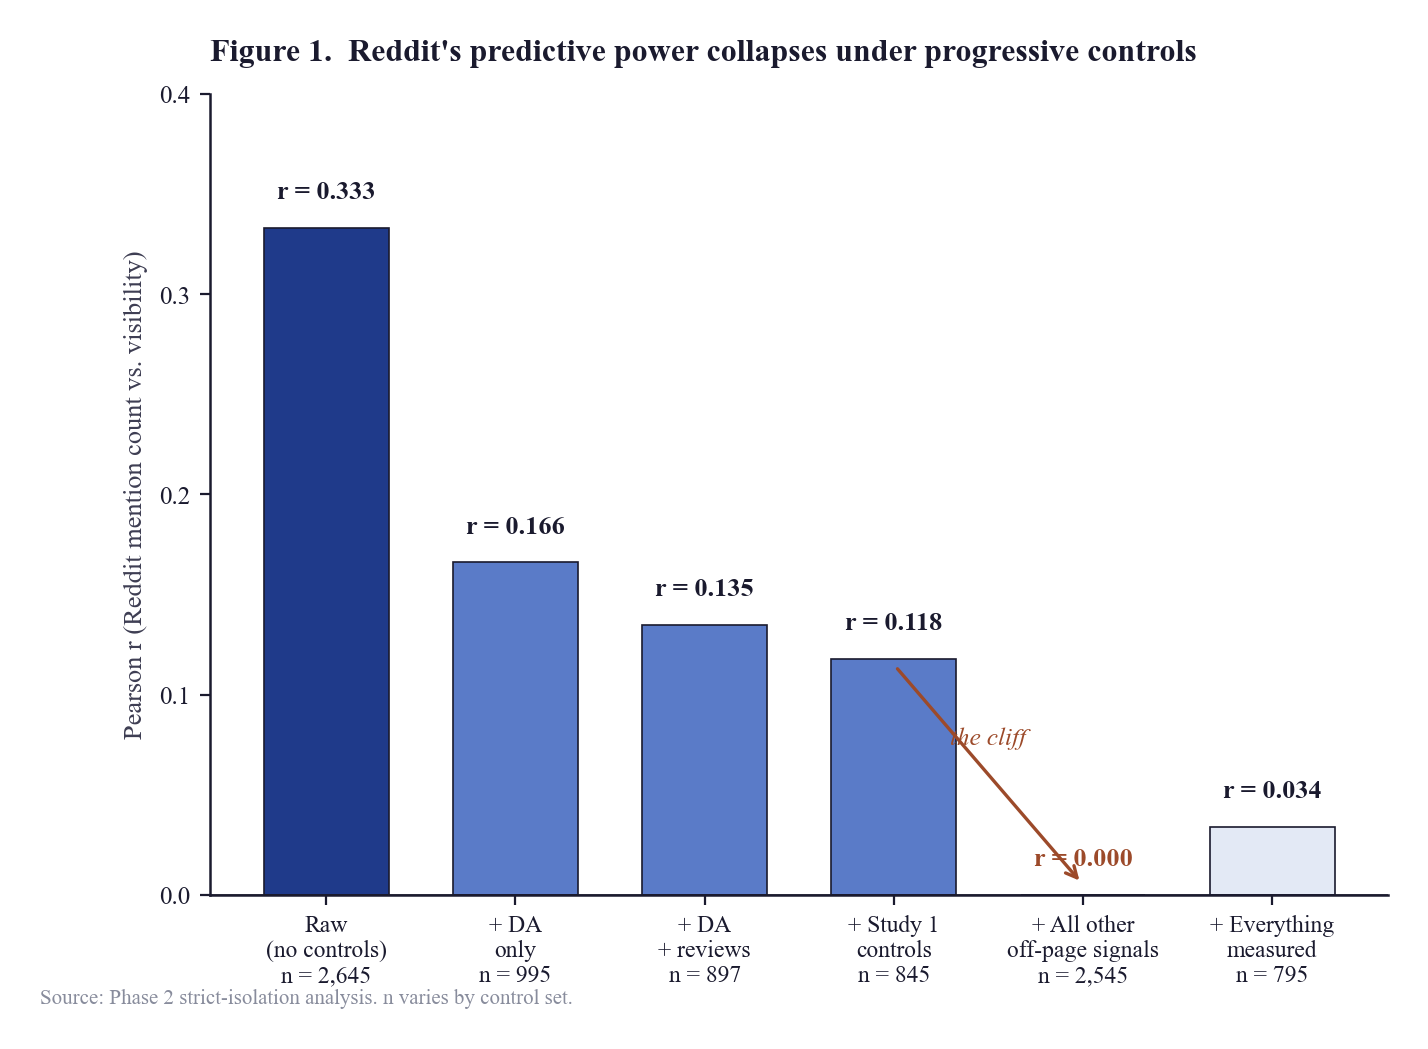 Figure 1.  Reddit's predictive power collapses under progressive controls
Pearson r (Reddit mention count vs. visibility)
0.4
0.3
0.2
0.1
0.0
r = 0.333
r = 0.166
r = 0.135
r = 0.118
the cliff
r = 0.000
r = 0.034
Raw
(no controls)
n = 2,645
+ DA
only
n = 995
+ DA
+ reviews
n = 897
+ Study 1
controls
n = 845
+ All other
off-page signals
n = 2,545
+ Everything
measured
n = 795
Source: Phase 2 strict-isolation analysis. n varies by control set.